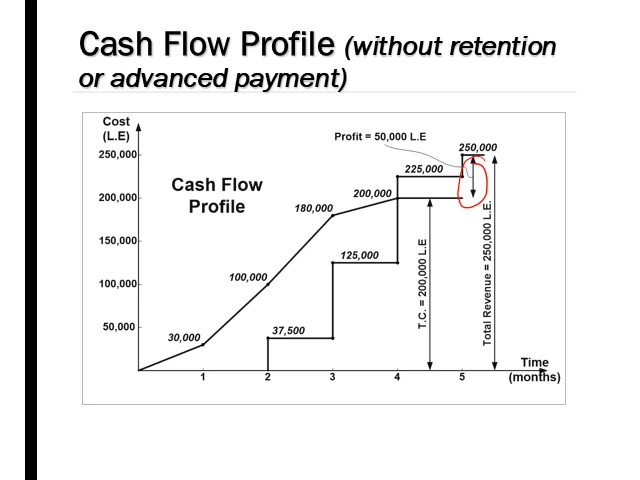 Cash Flow Profile (without retention
or advanced payment)
Cost
(L.E)
Profit = 50,000 L.E
250,000
250,000
225,000
Cash Flow
Profile
200,000
200,000
180,000
150,000
125,000
100,000
100,000
50,000
37,500
30,000
T.C. = 200,000 L.E
Total Revenue = 250,000 L.E.
1
2
3
4
5
Time
(months)